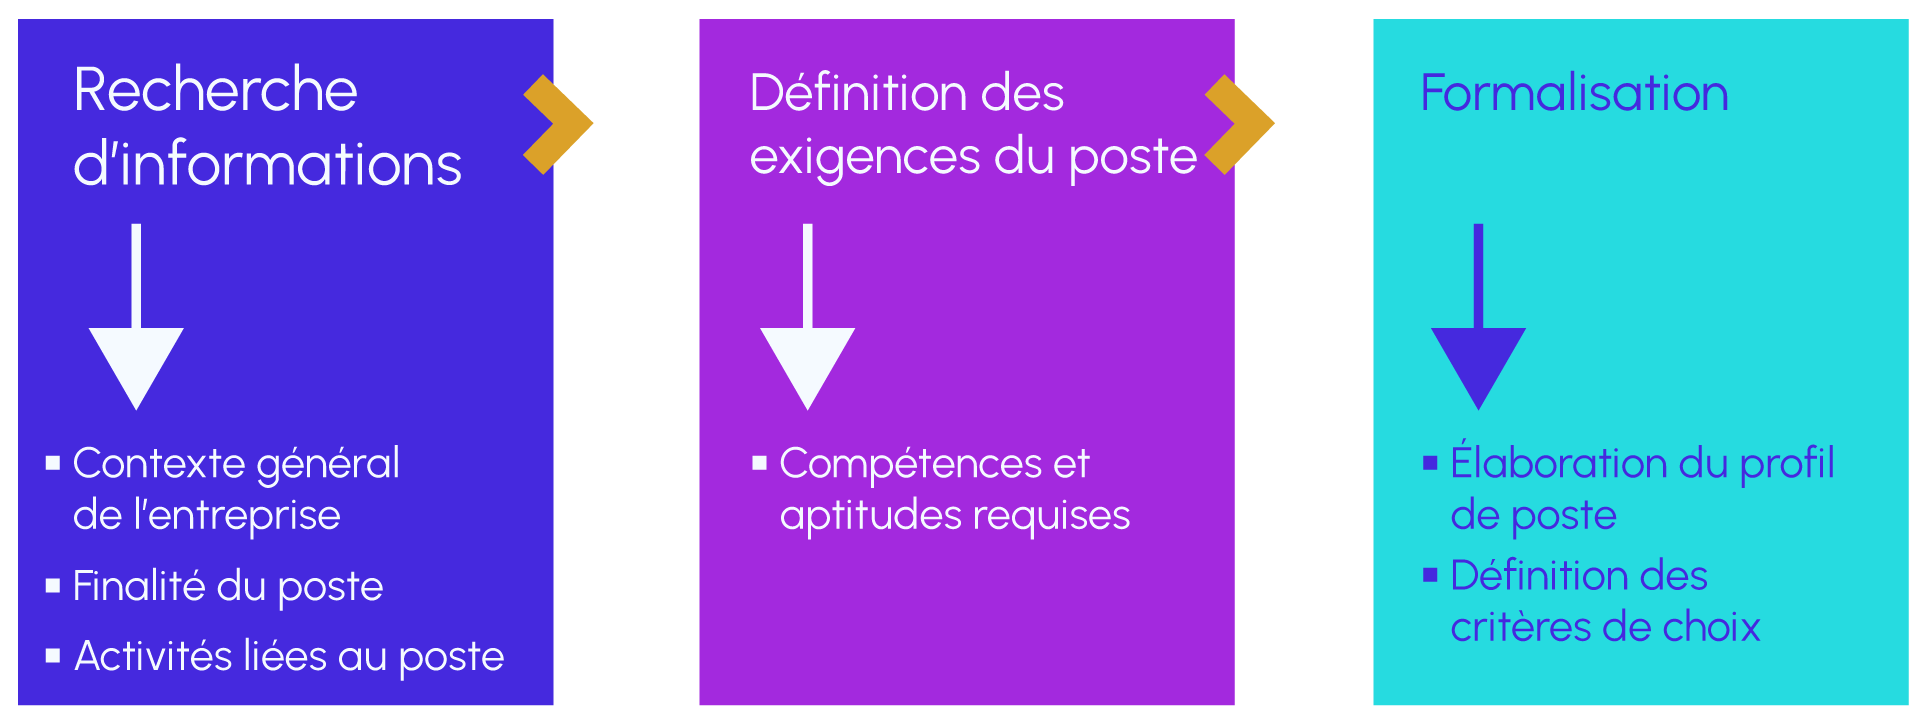 Recherche
d'informations
▪ Contexte général
de l'entreprise
▪ Finalité du poste
▪ Activités liées au poste
Définition des
exigences du poste
▪ Compétences et
aptitudes requises
Formalisation
▪ Élaboration du profil
de poste
▪ Définition des
critères de choix